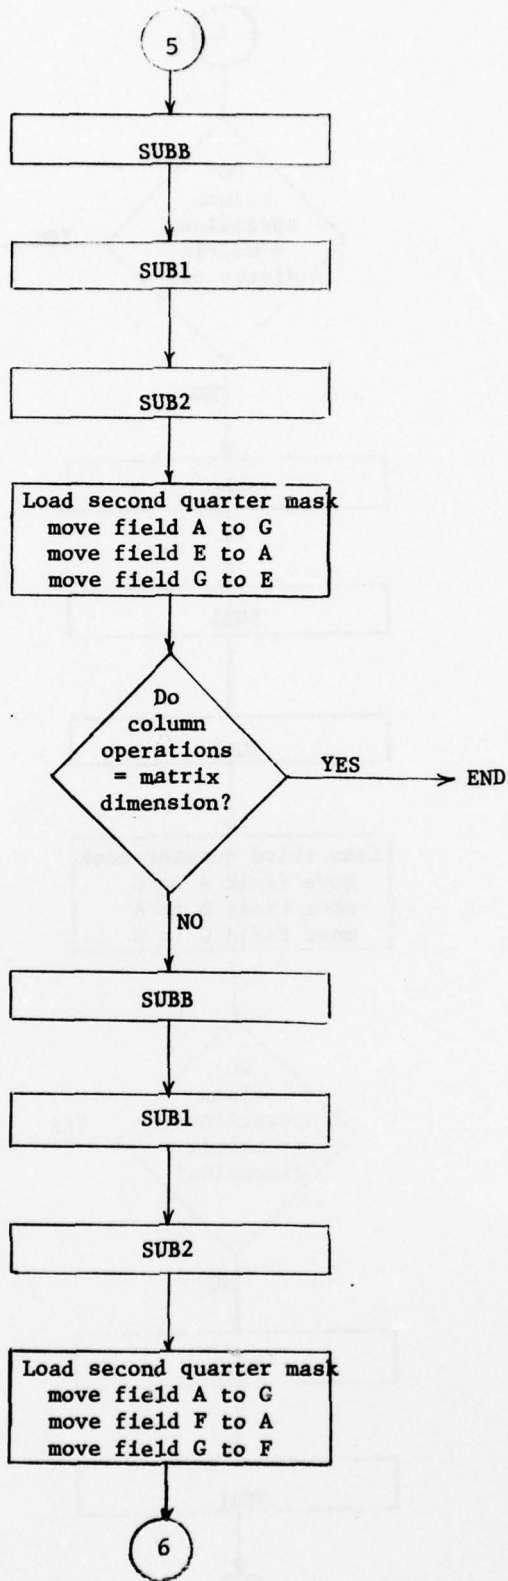 5
SUBB
SUB1
SUB2
Load second quarter mask
move field A to G
move field E to A
move field G to E
Do
column
operations
= matrix
dimension?
YES
END
NO
SUBB
SUB1
SUB2
Load second quarter mask
move field A to G
move field F to A
move field G to F
6